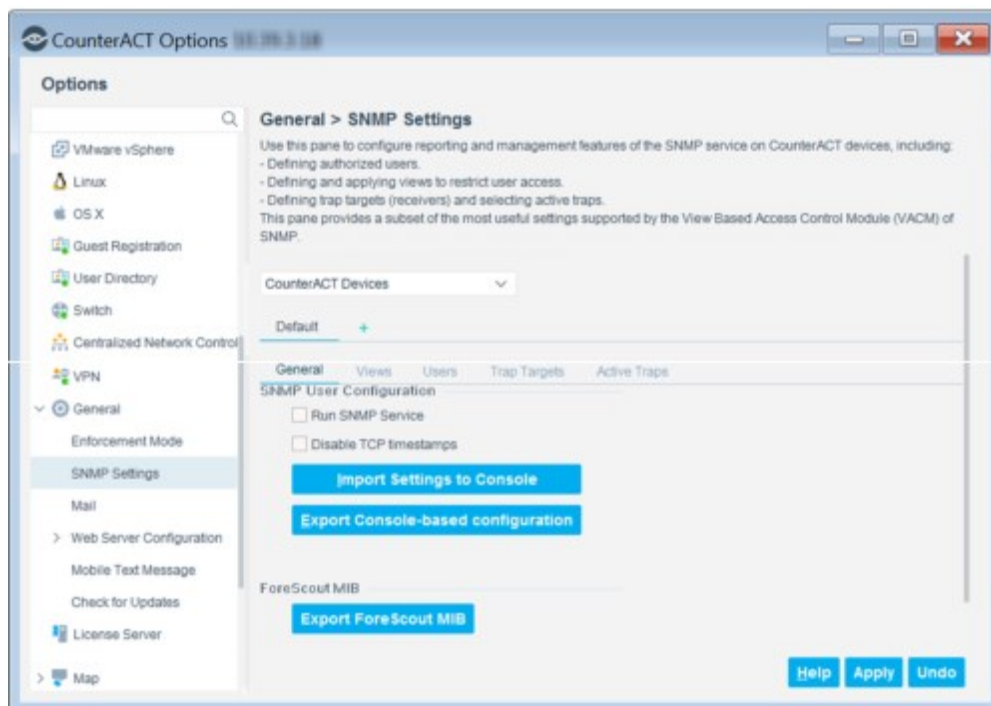 CounterACT Options
Options
VMware vSphere
Linux
OS X
Guest Registration
User Directory
Switch
Centralized Network Control
VPN
General
Enforcement Mode
SNMP Settings
Mail
Web Server Configuration
Mobile Text Message
Check for Updates
License Server
Map
General > SNMP Settings
Use this pane to configure reporting and management features of the SNMP service on CounterACT devices, including:
- Defining authorized users.
- Defining and applying views to restrict user access.
- Defining trap targets (receivers) and selecting active traps.
This pane provides a subset of the most useful settings supported by the View Based Access Control Module (VACM) of
SNMP.
CounterACT Devices
Default +
General Views Users Trap Targets Active Traps
SNMP User Configuration
Run SNMP Service
Disable TCP timestamps
Import Settings to Console
Export Console-based configuration
ForeScout MIB
Export ForeScout MIB
Help Apply Undo